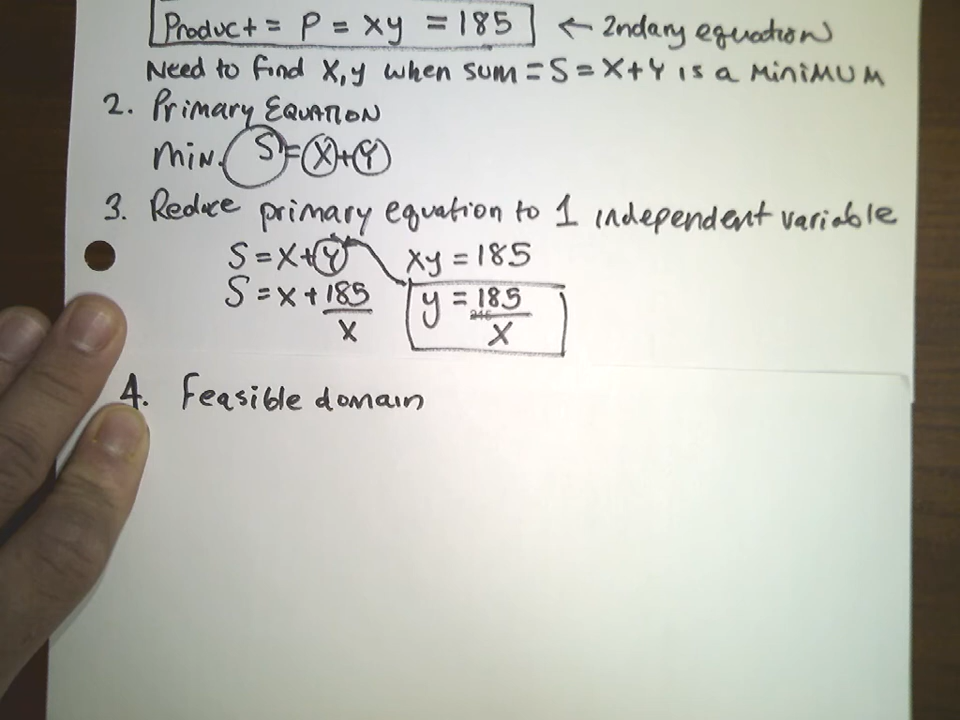 Product = P = xy = 185 ← 2ndary equation
Need to find X, y when sum = S = X + Y is a MiniMUM
2. Primary EQUATION
MiN. S = X + Y
3. Reduce primary equation to 1 independent variable
S = X + Y xy = 185
S = x + 185/X y = 185/X
4. Feasible domain